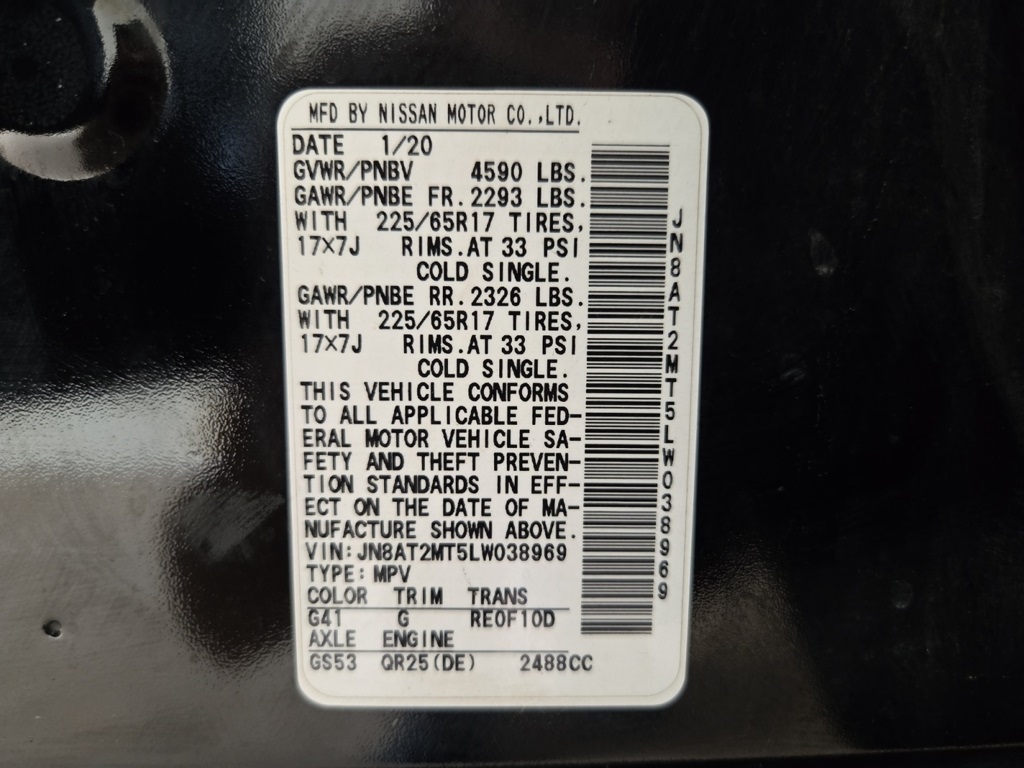 MFD BY NISSAN MOTOR CO.,LTD.
DATE 1/20
GVWR/PNBV 4590 LBS.
GAWR/PNBE FR. 2293 LBS.
WITH 225/65R17 TIRES,
17×7J RIMS.AT 33 PSI
COLD SINGLE.
GAWR/PNBE RR. 2326 LBS.
WITH 225/65R17 TIRES,
17×7J RIMS.AT 33 PSI
COLD SINGLE.
THIS VEHICLE CONFORMS
TO ALL APPLICABLE FED-
ERAL MOTOR VEHICLE SA-
FETY AND THEFT PREVEN-
TION STANDARDS IN EFF-
ECT ON THE DATE OF MA-
NUFACTURE SHOWN ABOVE.
VIN:JN8AT2MT5LW038969
TYPE:MPV
COLOR TRIM TRANS
G41 G RE0F10D
AXLE ENGINE
GS53 QR25(DE) 2488CC
JN8AT2MT5LW038969